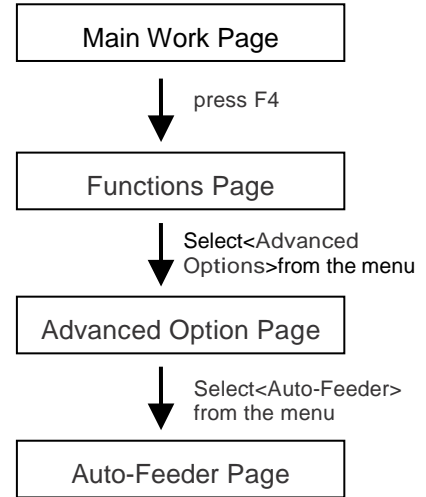 Main Work Page
press F4
Functions Page
Select<Advanced
Options>from the menu
Advanced Option Page
Select<Auto-Feeder>
from the menu
Auto-Feeder Page